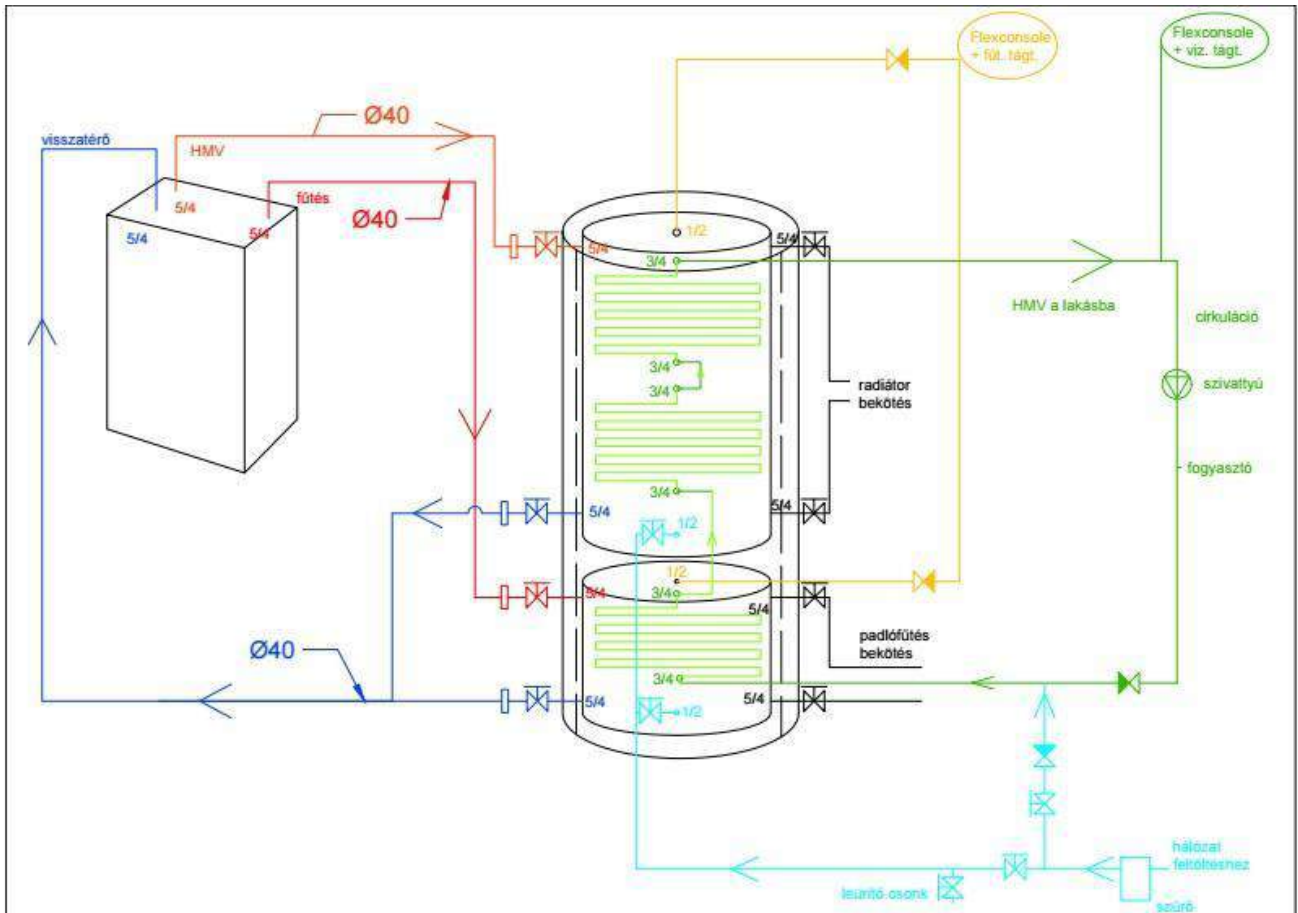 Flexconsole
+ fűt. tágt.
Flexconsole
+ víz. tágt.
visszatérő
HMV
Ø40
fűtés
Ø40
5/4
5/4
5/4
1/2
5/4
5/4
3/4
HMV a lakásba
cirkuláció
szivattyú
fogyasztó
3/4
3/4
radiátor
bekötés
3/4
5/4
5/4
1/2
1/2
3/4
5/4
5/4
padlófűtés
bekötés
Ø40
3/4
5/4
5/4
1/2
hálózat
feltöltéshez
leürítő csonk
szűrő